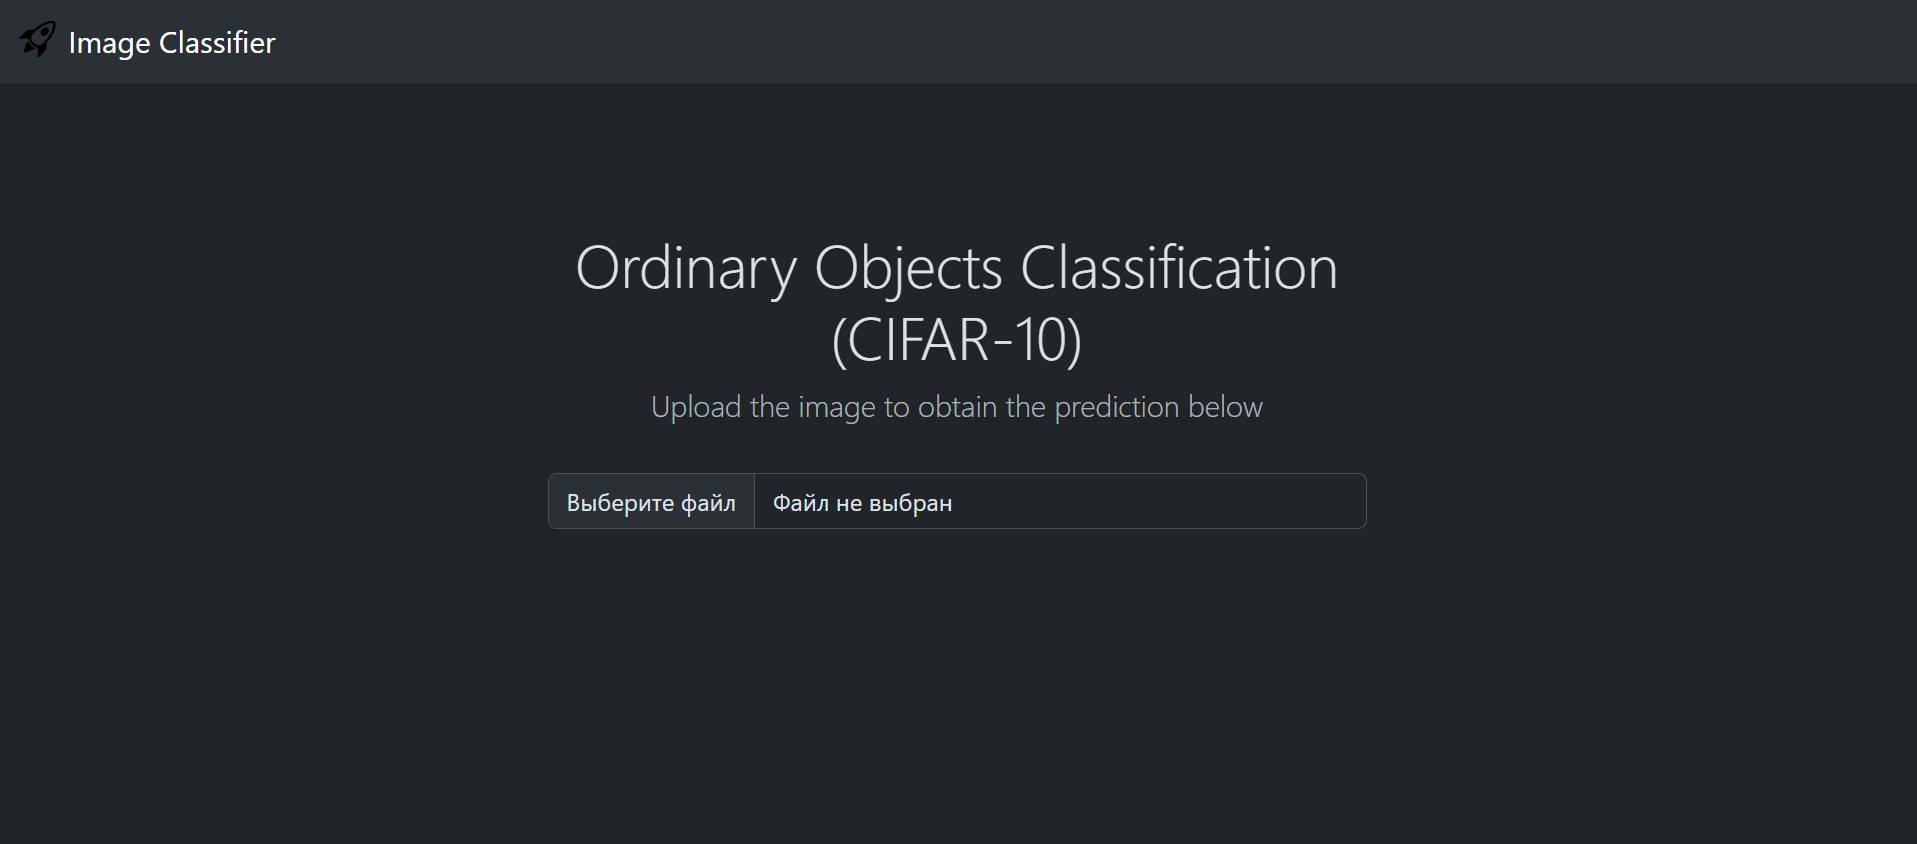 Image Classifier
Ordinary Objects Classification
(CIFAR-10)
Upload the image to obtain the prediction below
Выберите файл Файл не выбран